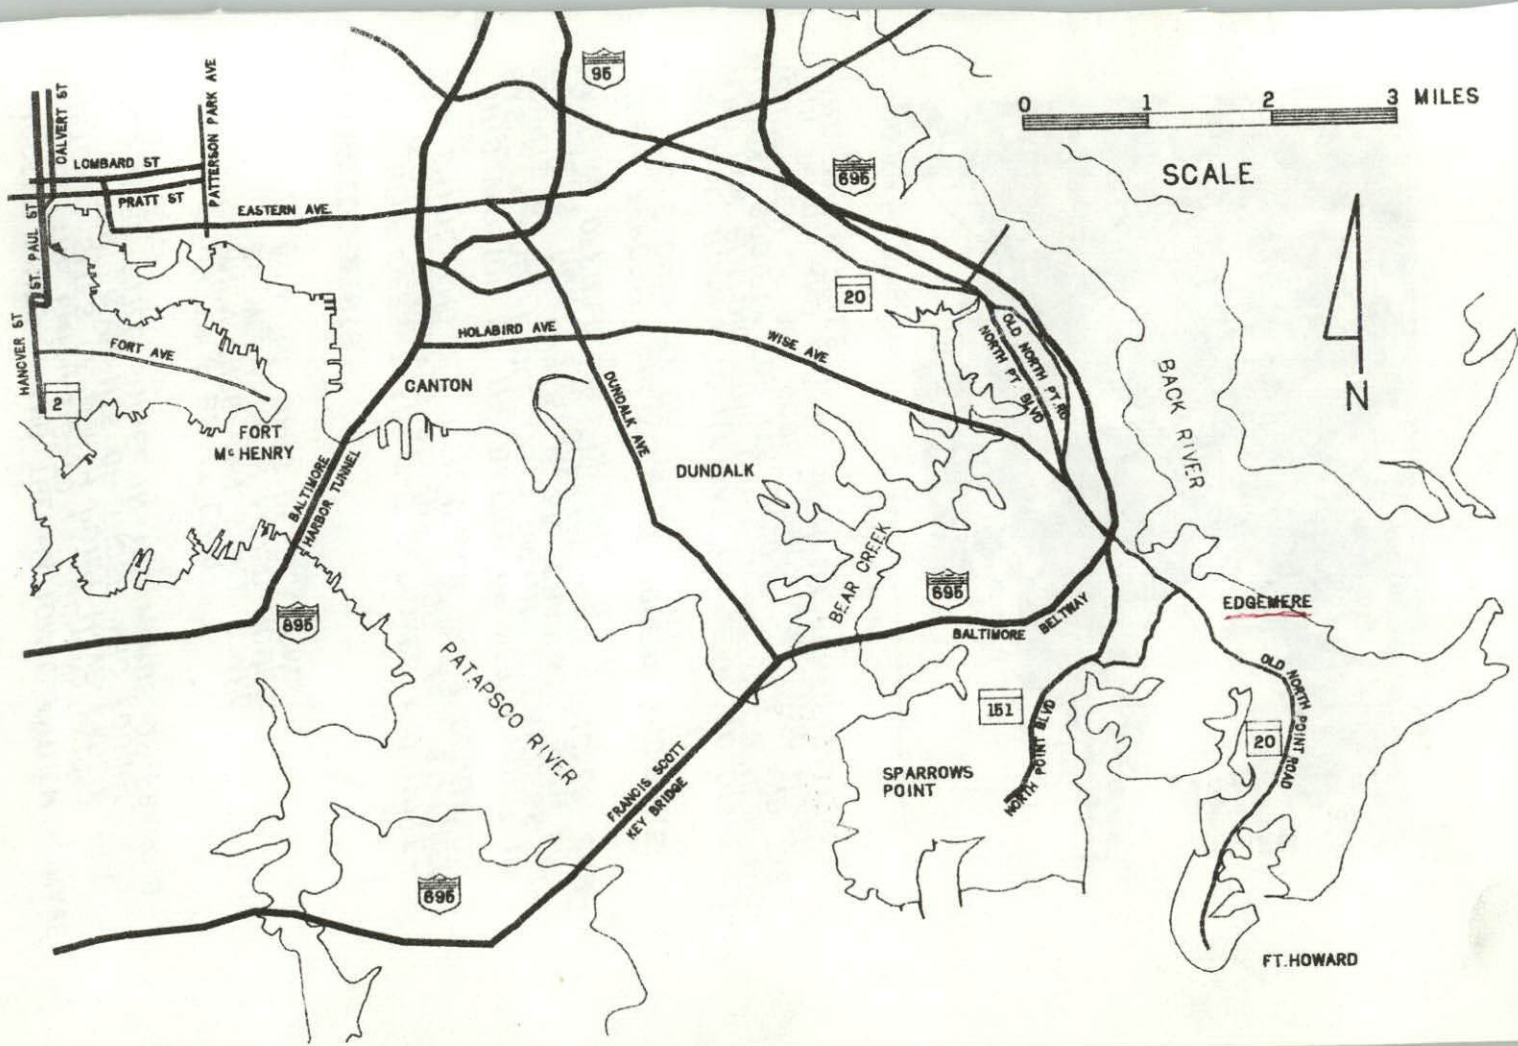 95
0 1 2 3 MILES
SCALE
N
CALVERT ST
PATTERSON PARK AVE
LOMBARD ST
PRATT ST
ST. PAUL ST
EASTERN AVE.
695
20
HANOVER ST
FORT AVE
2
FORT
Mc HENRY
HOLABIRD AVE
WISE AVE
OLD NORTH PT. RD
NORTH PT. BLVD
BACK RIVER
CANTON
DUNDALK AVE
DUNDALK
BALTIMORE
HARBOR TUNNEL
895
BEAR CREEK
695
BALTIMORE BELTWAY
EDGEMERE
PATAPSCO RIVER
OLD NORTH POINT ROAD
20
151
NORTH POINT BLVD
SPARROWS
POINT
FRANCIS SCOTT
KEY BRIDGE
695
FT. HOWARD